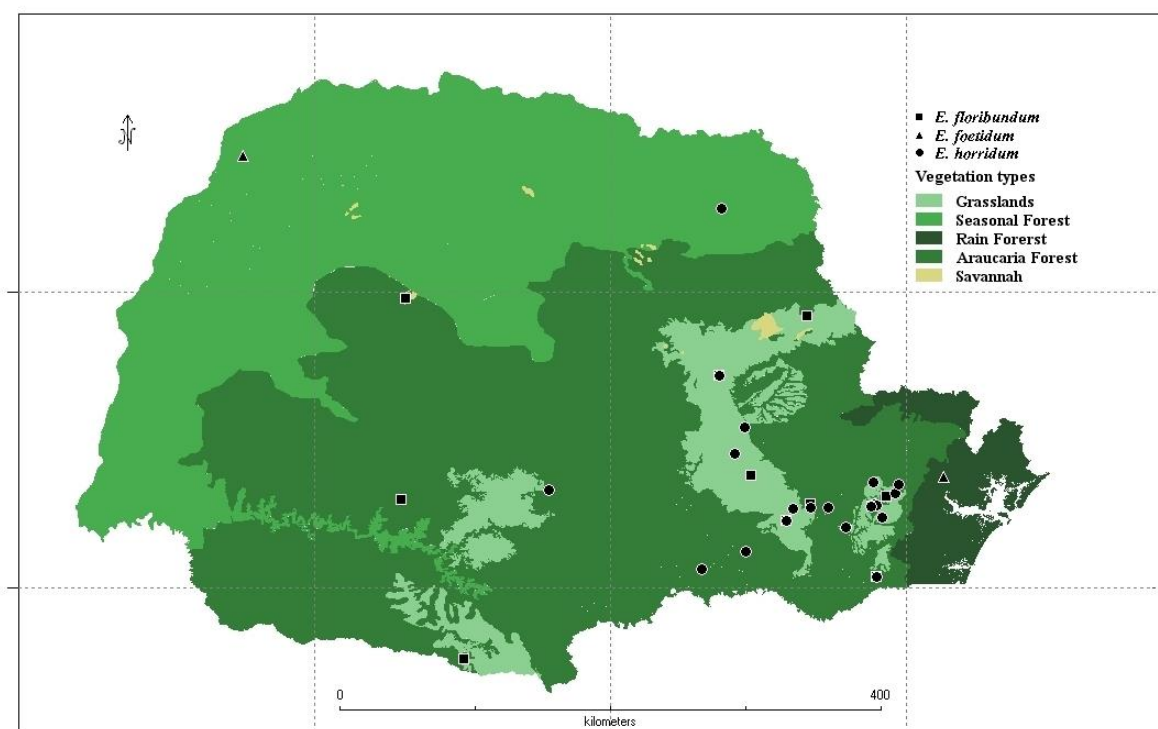 N
E. floribundum
E. foetidum
E. horridum
Vegetation types
Grasslands
Seasonal Forest
Rain Forerst
Araucaria Forest
Savannah
0 400
kilometers